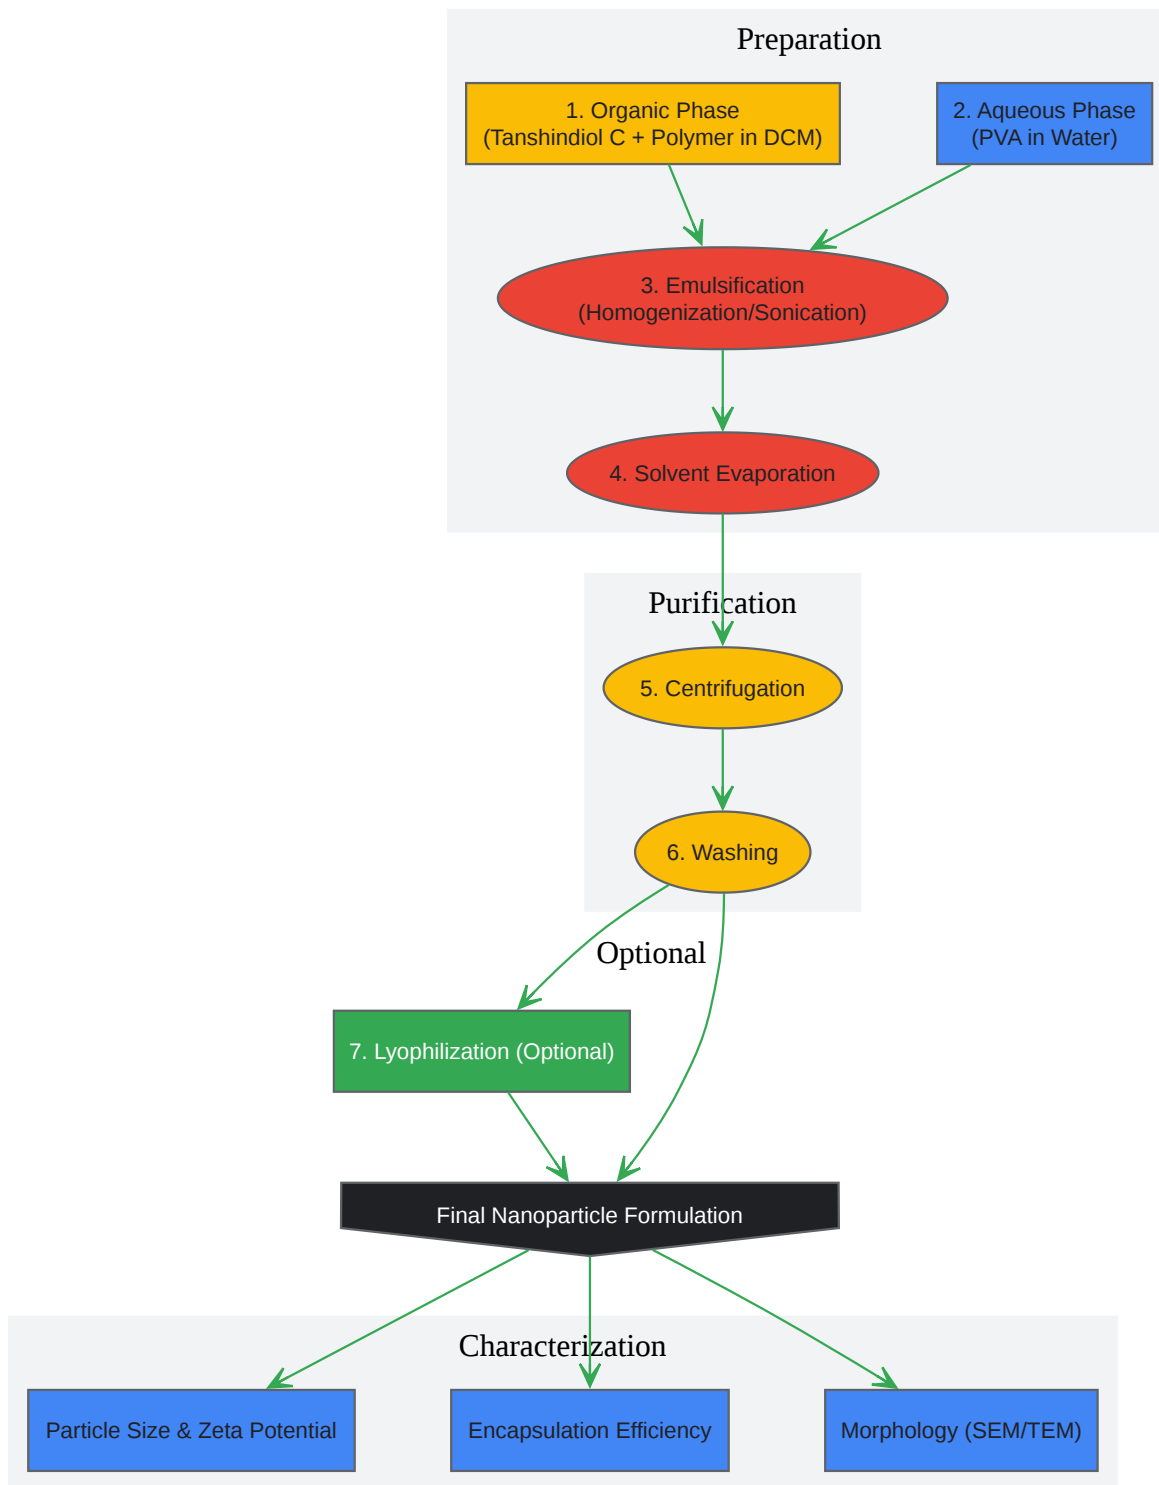 Preparation
1. Organic Phase
(Tanshindiol C + Polymer in DCM)
2. Aqueous Phase
(PVA in Water)
3. Emulsification
(Homogenization/Sonication)
4. Solvent Evaporation
Purification
5. Centrifugation
6. Washing
Optional
7. Lyophilization (Optional)
Final Nanoparticle Formulation
Characterization
Particle Size & Zeta Potential
Encapsulation Efficiency
Morphology (SEM/TEM)